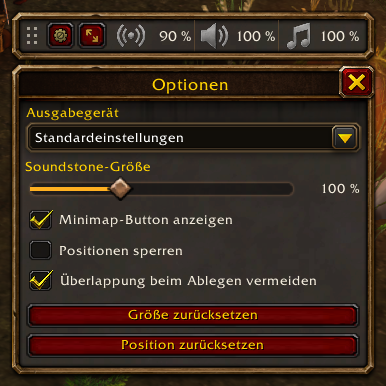 90 % 100 % 100 %
Optionen
Ausgabegerät
Standardeinstellungen
Soundstone-Größe
100 %
Minimap-Button anzeigen
Positionen sperren
Überlappung beim Ablegen vermeiden
Größe zurücksetzen
Position zurücksetzen